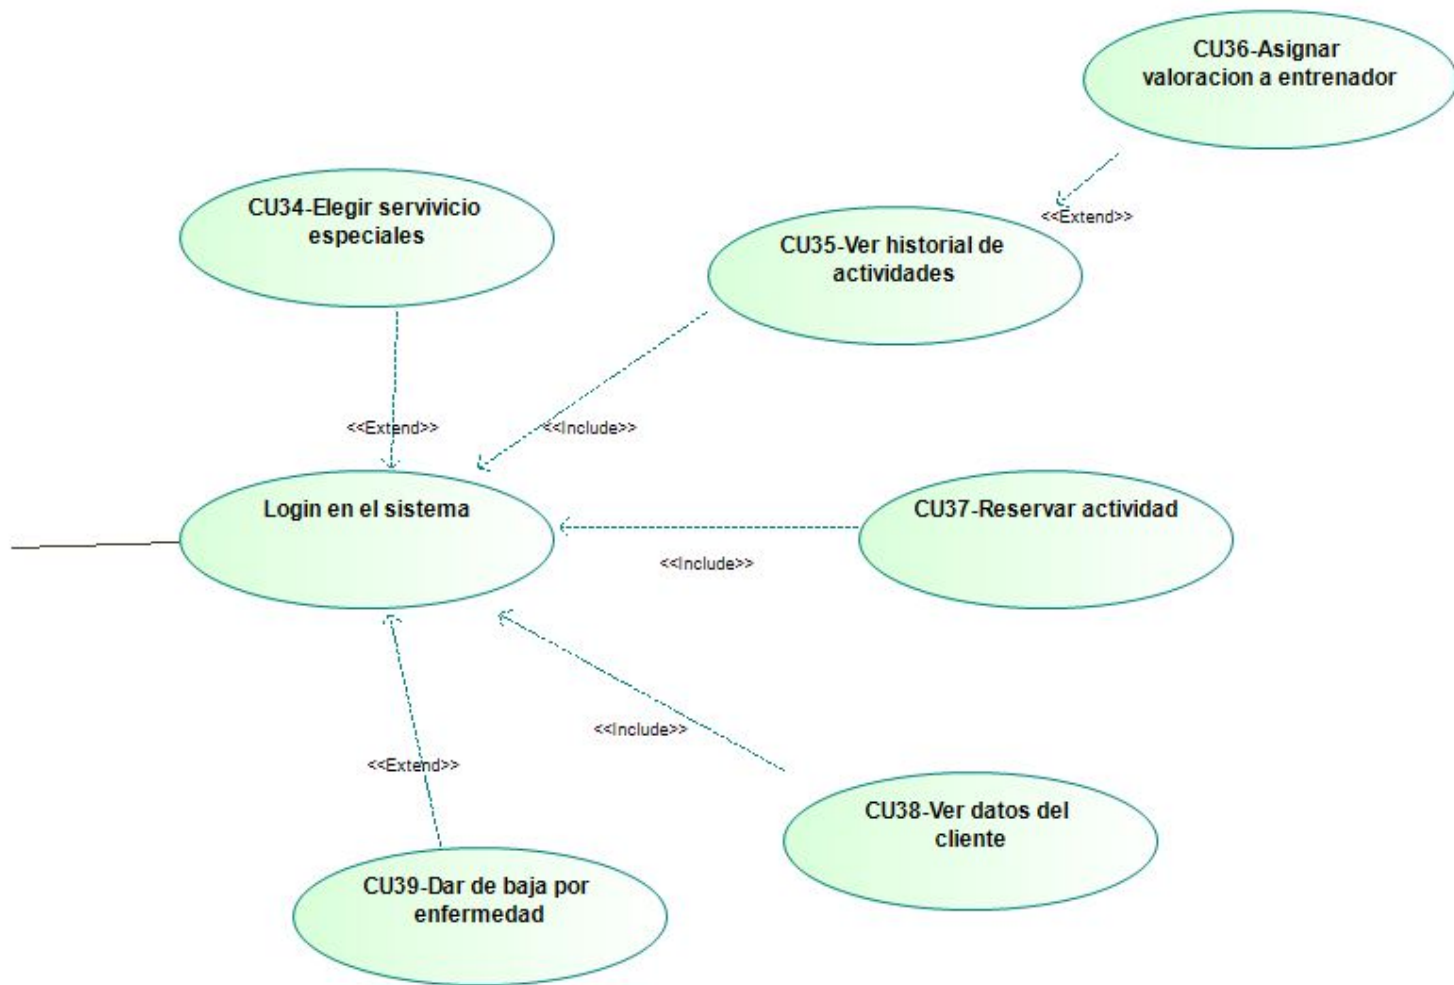 CU36-Asignar
valoracion a entrenador
CU34-Elegir servivicio
especiales
<<Extend>>
CU35-Ver historial de
actividades
<<Extend>>
<<Include>>
Login en el sistema
CU37-Reservar actividad
<<Include>>
<<Include>>
<<Extend>>
CU38-Ver datos del
cliente
CU39-Dar de baja por
enfermedad